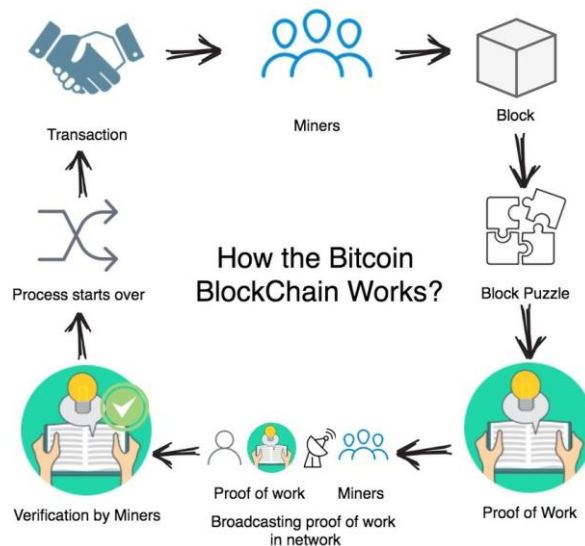 Transaction
Miners
Block
Process starts over
How the Bitcoin
BlockChain Works?
Block Puzzle
Verification by Miners
Proof of work
Miners
Broadcasting proof of work
in network
Proof of Work